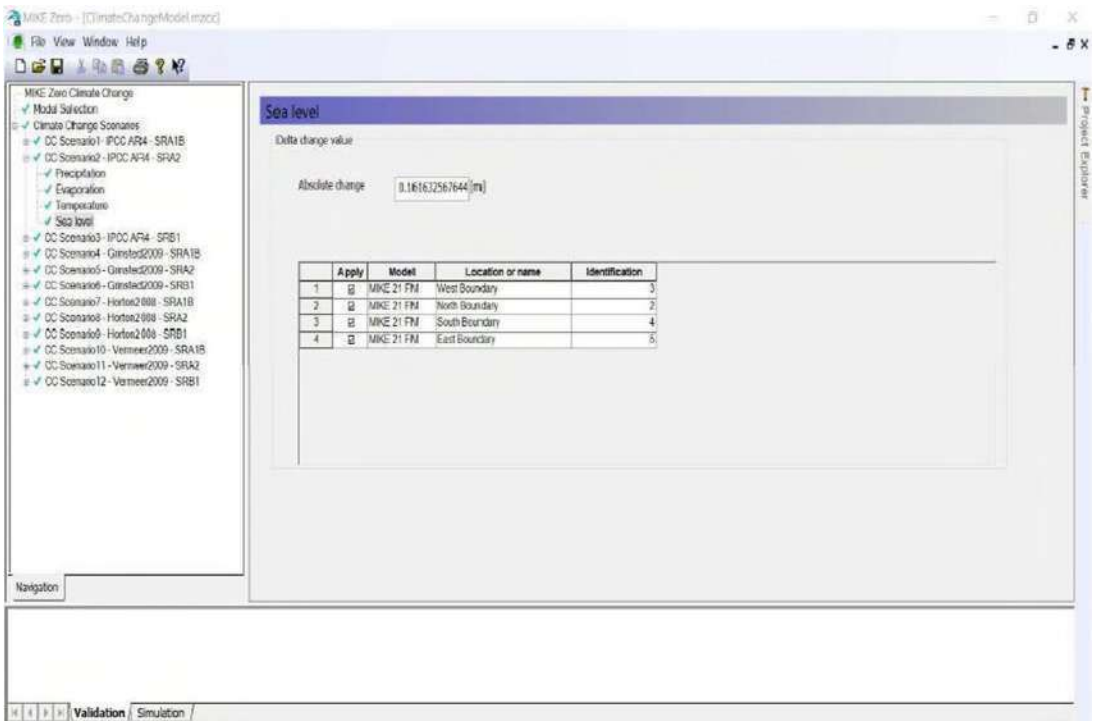 MIKE Zero - [ClimateChangeModel.mzcc]
File View Window Help
MIKE Zero Climate Change
Model Selection
Climate Change Scenarios
CC Scenario1 - IPCC AR4 - SRA1B
CC Scenario2 - IPCC AR4 - SRA2
Precipitation
Evaporation
Temperature
Sea level
CC Scenario3 - IPCC AR4 - SRB1
CC Scenario4 - Grinsted2009 - SRA1B
CC Scenario5 - Grinsted2009 - SRA2
CC Scenario6 - Grinsted2009 - SRB1
CC Scenario7 - Horton2008 - SRA1B
CC Scenario8 - Horton2008 - SRA2
CC Scenario9 - Horton2008 - SRB1
CC Scenario10 - Vermeer2009 - SRA1B
CC Scenario11 - Vermeer2009 - SRA2
CC Scenario12 - Vermeer2009 - SRB1
Navigation
Sea level
Delta change value
Absolute change 0.161632567644 [m]
Apply Model Location or name Identification
1 MIKE 21 FM West Boundary 3
2 MIKE 21 FM North Boundary 2
3 MIKE 21 FM South Boundary 4
4 MIKE 21 FM East Boundary 5
Project Explorer
Validation Simulation